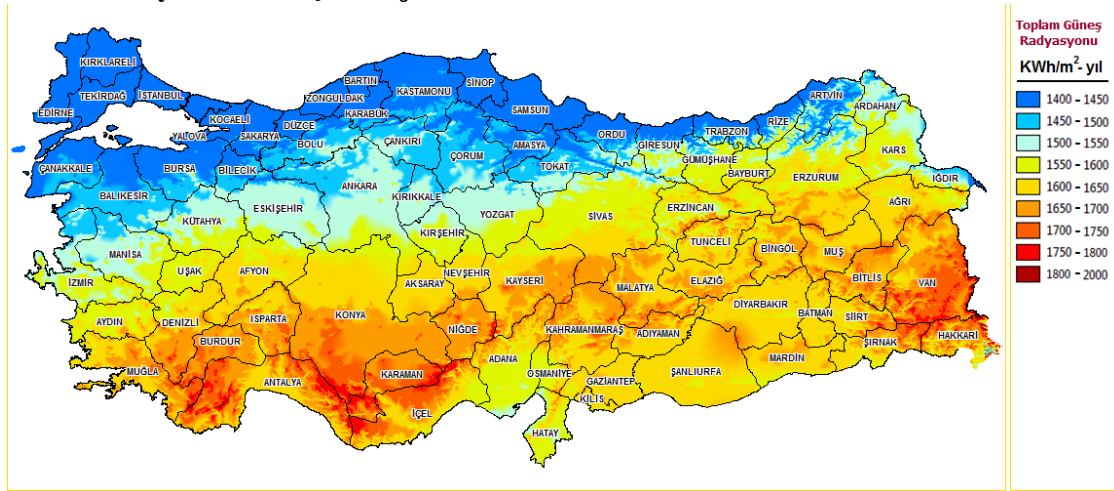 Toplam Güneş
Radyasyonu
KWh/m²- yıl
1400 - 1450
1450 - 1500
1500 - 1550
1550 - 1600
1600 - 1650
1650 - 1700
1700 - 1750
1750 - 1800
1800 - 2000
KIRKLARELİ
TEKİRDAĞ
İSTANBUL
EDİRNE
KOCAELİ
YALOVA
SAKARYA
DÜZCE
BOLU
ZONGULDAK
BARTIN
KARABÜK
KASTAMONU
SİNOP
SAMSUN
ÇANKIRI
ÇORUM
AMASYA
TOKAT
ORDU
GİRESUN
TRABZON
RİZE
ARTVİN
ARDAHAN
KARS
IĞDIR
GÜMÜŞHANE
BAYBURT
ERZURUM
AĞRI
ÇANAKKALE
BURSA
BİLECİK
BALIKESİR
KÜTAHYA
ESKİŞEHİR
ANKARA
KIRIKKALE
YOZGAT
KIRŞEHİR
SİVAS
ERZİNCAN
TUNCELİ
BİNGÖL
MUŞ
BİTLİS
VAN
MANİSA
İZMİR
UŞAK
AFYON
AKSARAY
NEVŞEHİR
KAYSERİ
MALATYA
ELAZIĞ
DİYARBAKIR
BATMAN
SİİRT
ŞIRNAK
HAKKARİ
AYDIN
DENİZLİ
ISPARTA
BURDUR
KONYA
NİĞDE
KAHRAMANMARAŞ
ADIYAMAN
MARDİN
ŞANLIURFA
MUĞLA
ANTALYA
KARAMAN
İÇEL
ADANA
OSMANİYE
GAZİANTEP
KİLİS
HATAY